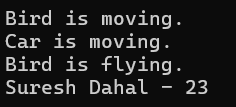 Bird is moving.
Car is moving.
Bird is flying.
Suresh Dahal - 23